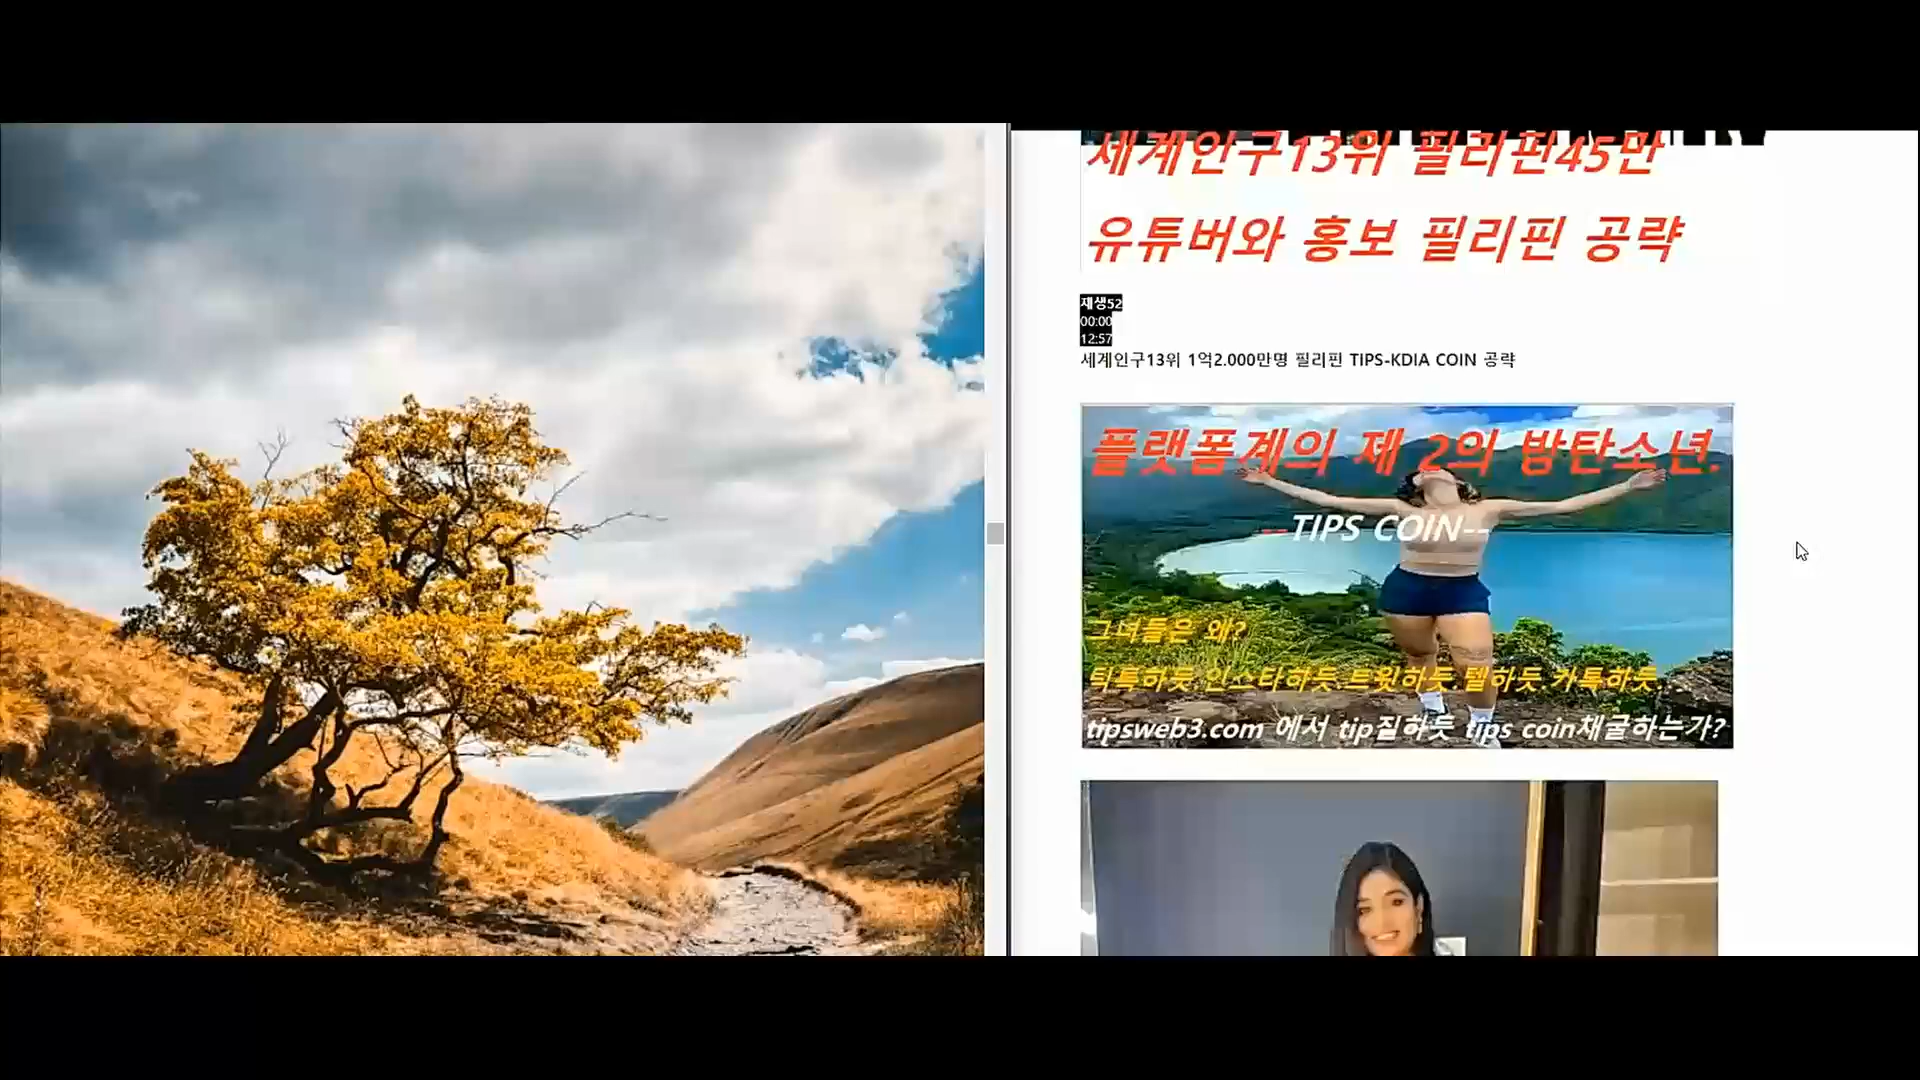 세계인구13위 필리핀45만
유튜버와 홍보 필리핀 공략
재생52
00:00
12:57
세계인구13위 1억2.000만명 필리핀 TIPS-KDIA COIN 공략
플랫폼계의 제 2의 방탄소년.
--TIPS COIN--
그녀들은 왜?
틱톡하듯.인스타하듯.트윗하듯.텔하듯 카톡하듯..
tipsweb3.com 에서 tip질하듯 tips coin채굴하는가?